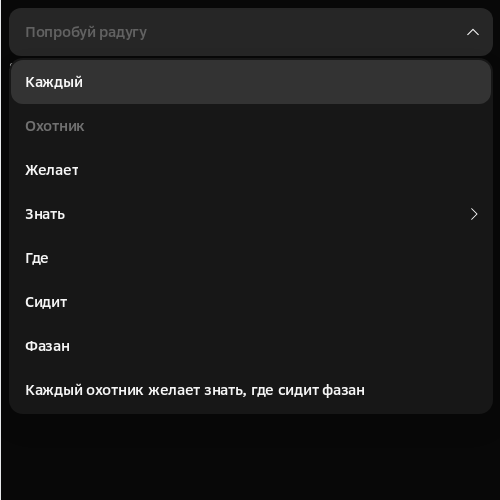 Попробуй радугу
Каждый
Охотник
Желает
Знать
Где
Сидит
Фазан
Каждый охотник желает знать, где сидит фазан